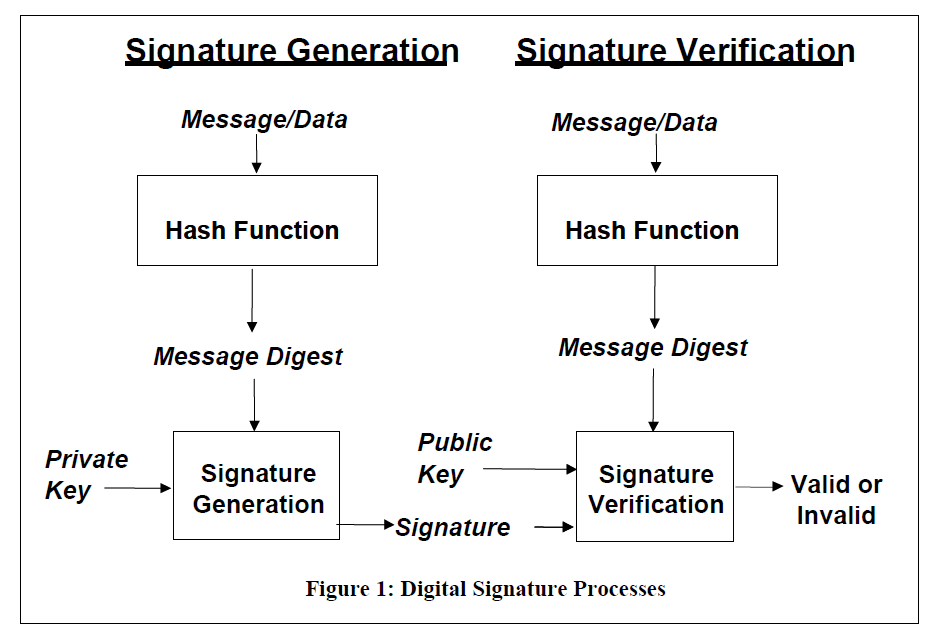 Signature Generation
Message/Data
Hash Function
Message Digest
Private
Key
Signature
Generation
Signature Verification
Message/Data
Hash Function
Message Digest
Public
Key
Signature
Signature
Verification
Valid or
Invalid
Figure 1: Digital Signature Processes